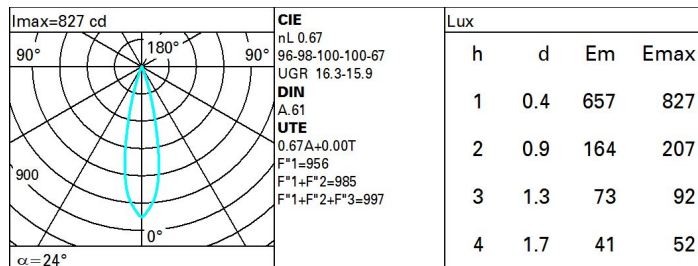 Imax=827 cd
90° 180° 90°
900
0°
α=24°
CIE
nL 0.67
96-98-100-100-67
UGR 16.3-15.9
DIN
A.61
UTE
0.67A+0.00T
F"1=956
F"1+F"2=985
F"1+F"2+F"3=997
Lux
h d Em Emax
1 0.4 657 827
2 0.9 164 207
3 1.3 73 92
4 1.7 41 52